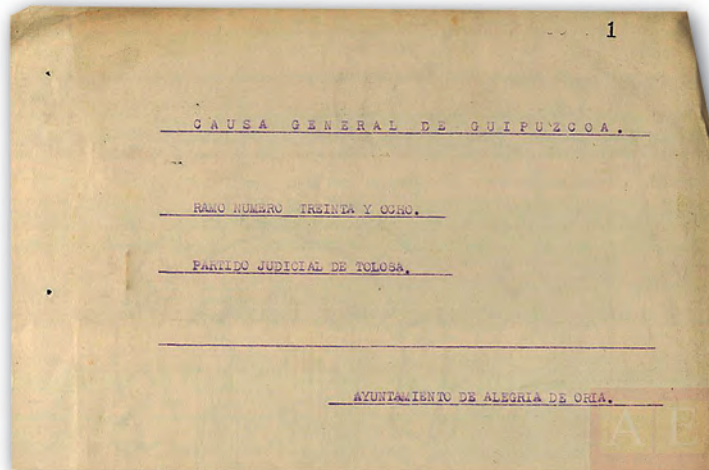 1
CAUSA GENERAL DE GUIPUZCOA.
RAMO NUMERO TREINTA Y OCHO.
PARTIDO JUDICIAL DE TOLOSA.
AYUNTAMIENTO DE ALEGRIA DE ORIA.
A E